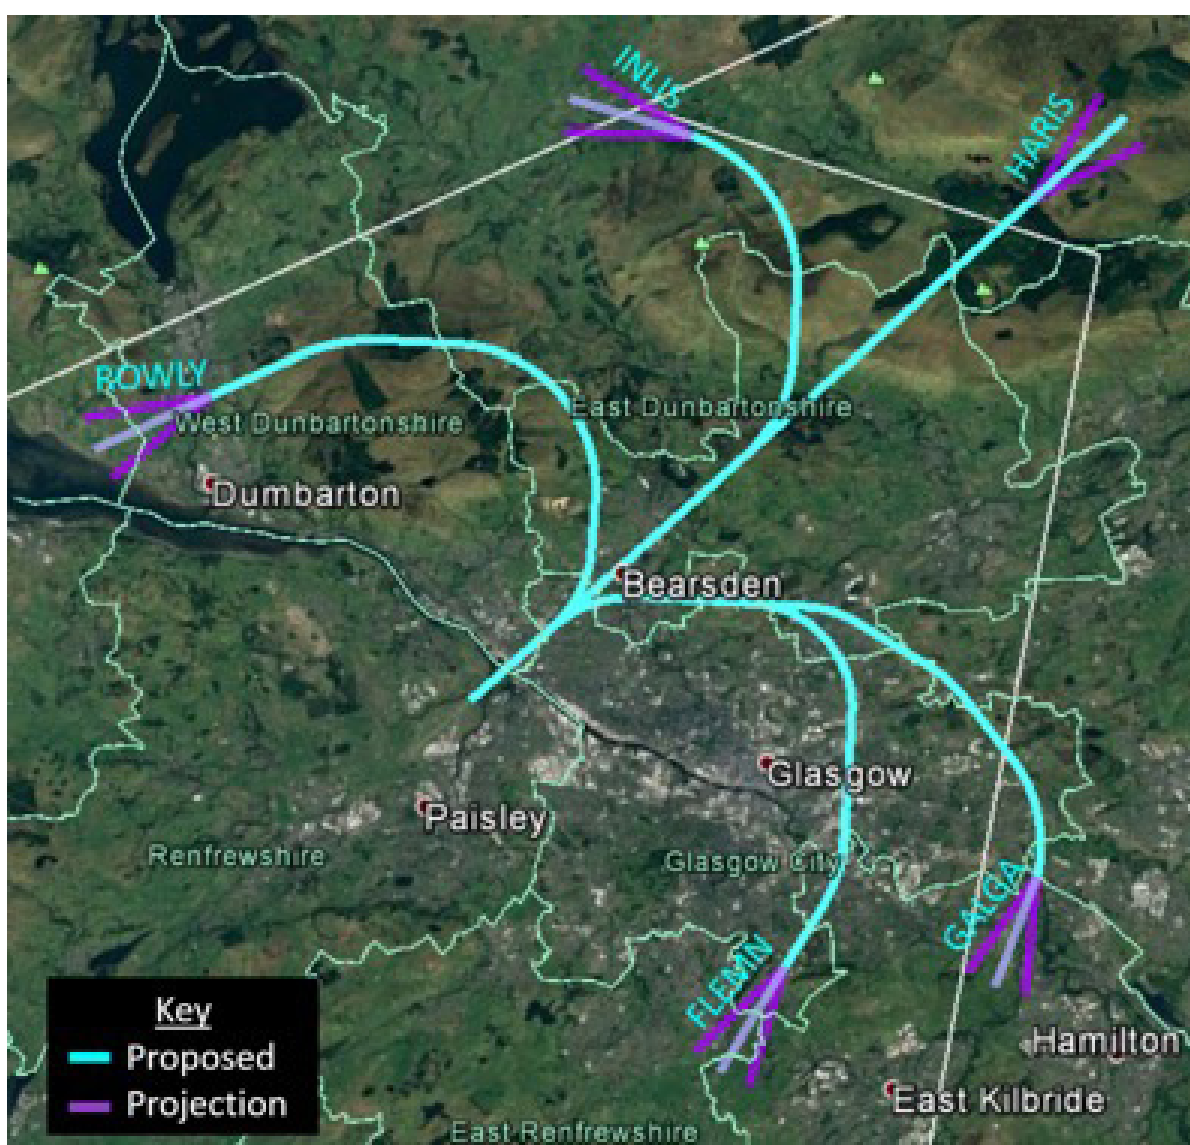 INLIS
HARIS
ROWLY
East Dunbartonshire
West Dunbartonshire
Dumbarton
Bearsden
Glasgow
Paisley
Renfrewshire
Glasgow City
GALGA
FLEMN
Key
Proposed
Projection
Hamilton
East Kilbride
East Renfrewshire